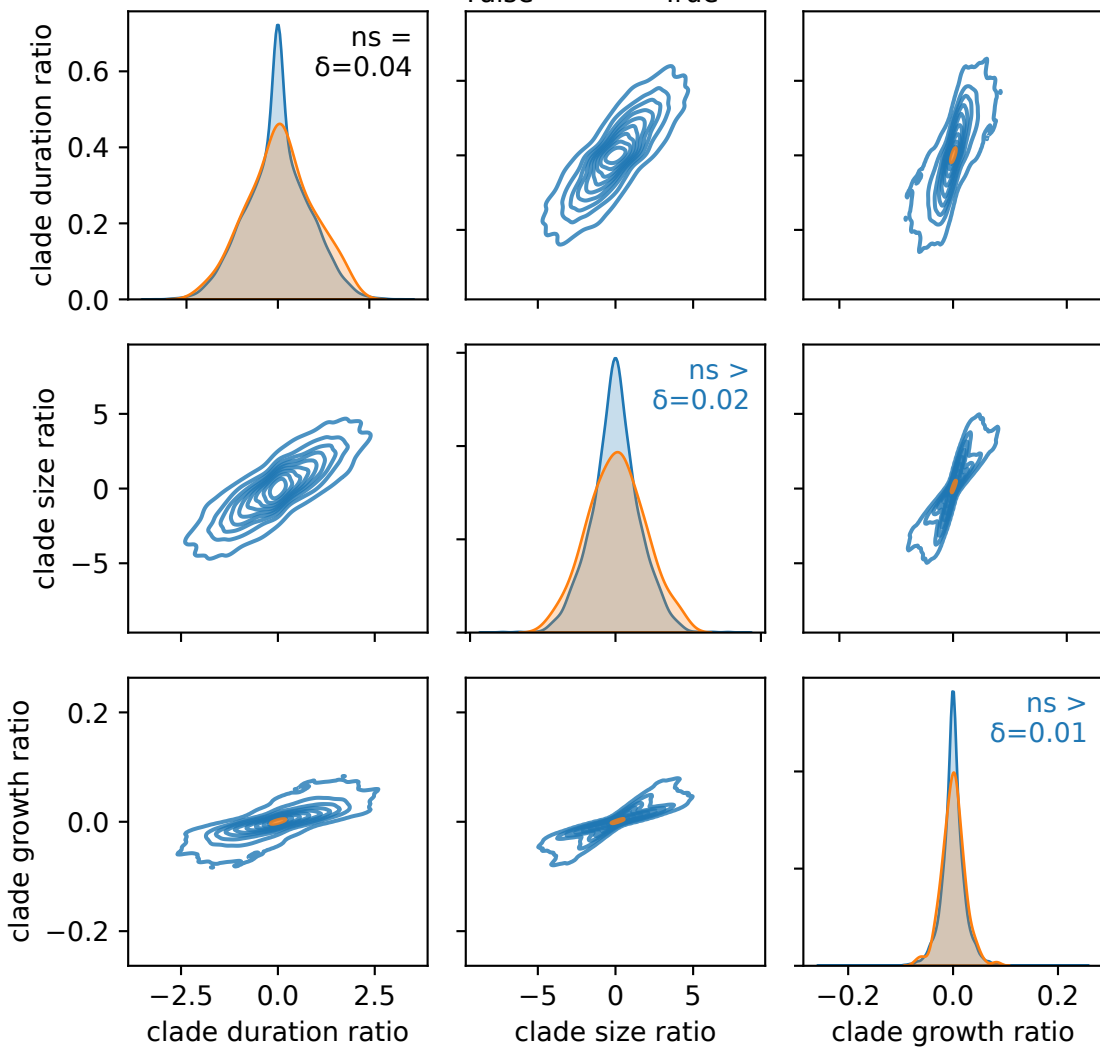 True
clade duration ratio
0.6
0.4
0.2
0.0
ns =
δ=0.04
clade size ratio
5
0
−5
ns >
δ=0.02
clade growth ratio
0.2
0.0
−0.2
ns >
δ=0.01
−2.5 0.0 2.5
−5 0 5
−0.2 0.0 0.2
clade duration ratio
clade size ratio
clade growth ratio